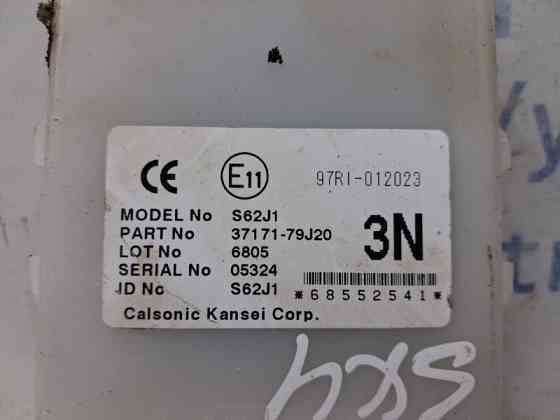 CE E11 97RI-012023
MODEL No S62J1
PART No 37171-79J20
LOT No 6805
SERIAL No 05324
ID No S62J1
3N
*68552541*
Calsonic Kansei Corp.
SX4